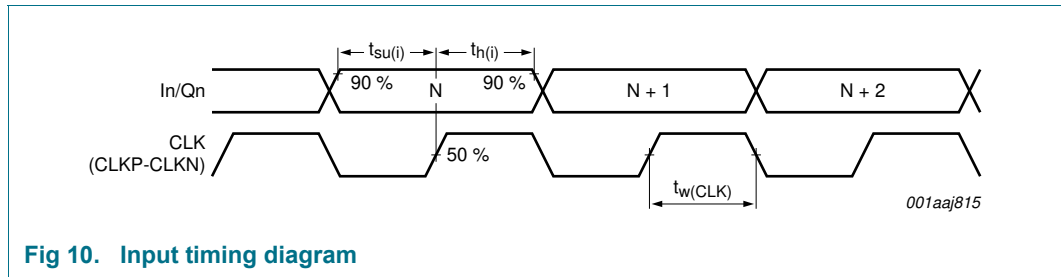 tsu(i) th(i)
90 % N 90 %
In/Qn N + 1 N + 2
CLK
(CLKP-CLKN) 50 %
tw(CLK)
001aaj815
Fig 10. Input timing diagram